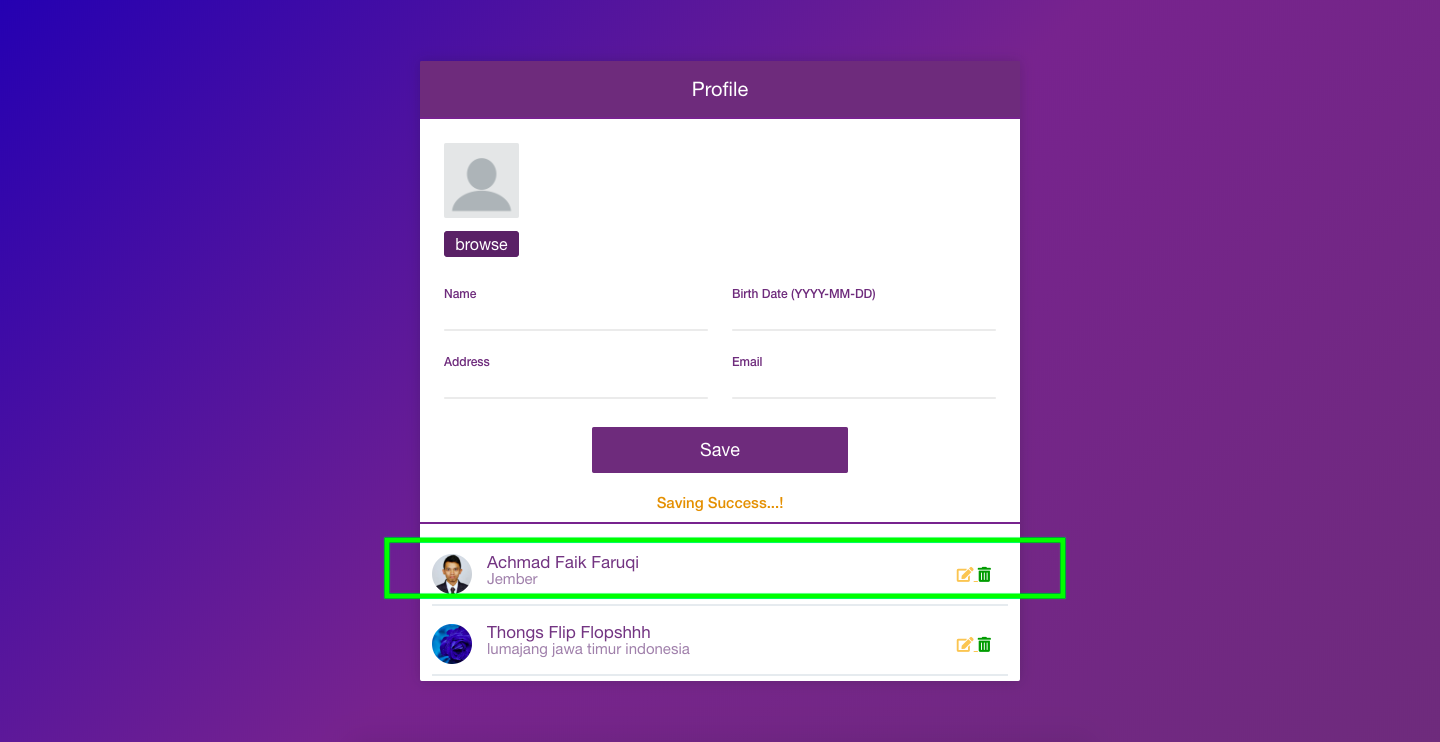 Profile
browse
Name
Birth Date (YYYY-MM-DD)
Address
Email
Save
Saving Success...!
Achmad Faik Faruqi
Jember
Thongs Flip Flopshhh
lumajang jawa timur indonesia